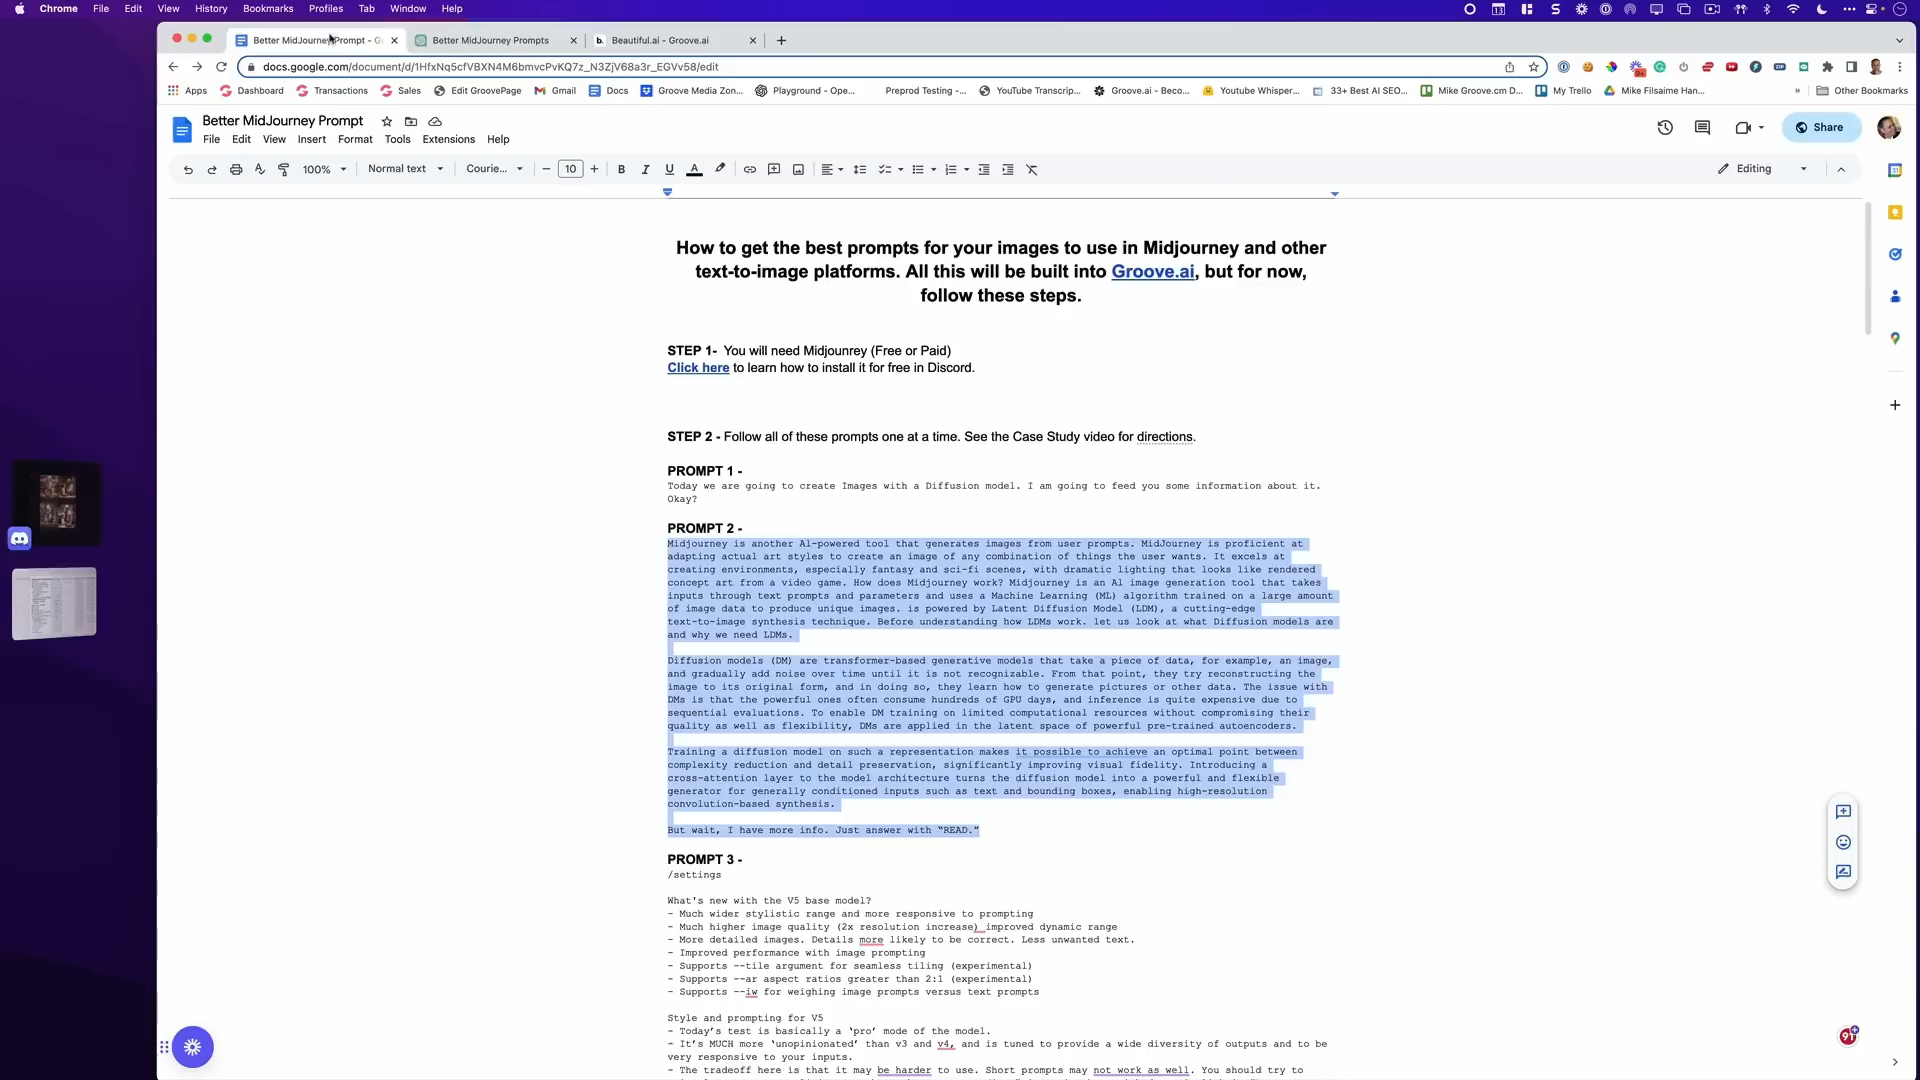 Chrome File Edit View History Bookmarks Profiles Tab Window Help
Better MidJourney Prompt - G
Better MidJourney Prompts
b. Beautiful.ai - Groove.ai
docs.google.com/document/d/1HfxNq5cfVBXN4M6bmvcPvKQ7z_N3ZjV68a3r_EGVv58/edit
Apps Dashboard Transactions Sales Edit GroovePage Gmail Docs Groove Media Zon... Playground - Ope... Preprod Testing -... YouTube Transcrip... Groove.ai - Beco... Youtube Whisper... 33+ Best AI SEO... Mike Groove.cm D... My Trello Mike Filsaime Han... » Other Bookmarks
Better MidJourney Prompt
File Edit View Insert Format Tools Extensions Help
Share
100% Normal text Courie... 10 B I U A Editing
How to get the best prompts for your images to use in Midjourney and other
text-to-image platforms. All this will be built into Groove.ai, but for now,
follow these steps.
STEP 1- You will need Midjounrey (Free or Paid)
Click here to learn how to install it for free in Discord.
STEP 2 - Follow all of these prompts one at a time. See the Case Study video for directions.
PROMPT 1 -
Today we are going to create Images with a Diffusion model. I am going to feed you some information about it.
Okay?
PROMPT 2 -
Midjourney is another AI-powered tool that generates images from user prompts. MidJourney is proficient at
adapting actual art styles to create an image of any combination of things the user wants. It excels at
creating environments, especially fantasy and sci-fi scenes, with dramatic lighting that looks like rendered
concept art from a video game. How does Midjourney work? Midjourney is an AI image generation tool that takes
inputs through text prompts and parameters and uses a Machine Learning (ML) algorithm trained on a large amount
of image data to produce unique images. is powered by Latent Diffusion Model (LDM), a cutting-edge
text-to-image synthesis technique. Before understanding how LDMs work. let us look at what Diffusion models are
and why we need LDMs.
Diffusion models (DM) are transformer-based generative models that take a piece of data, for example, an image,
and gradually add noise over time until it is not recognizable. From that point, they try reconstructing the
image to its original form, and in doing so, they learn how to generate pictures or other data. The issue with
DMs is that the powerful ones often consume hundreds of GPU days, and inference is quite expensive due to
sequential evaluations. To enable DM training on limited computational resources without compromising their
quality as well as flexibility, DMs are applied in the latent space of powerful pre-trained autoencoders.
Training a diffusion model on such a representation makes it possible to achieve an optimal point between
complexity reduction and detail preservation, significantly improving visual fidelity. Introducing a
cross-attention layer to the model architecture turns the diffusion model into a powerful and flexible
generator for generally conditioned inputs such as text and bounding boxes, enabling high-resolution
convolution-based synthesis.
But wait, I have more info. Just answer with “READ.”
PROMPT 3 -
/settings
What's new with the V5 base model?
- Much wider stylistic range and more responsive to prompting
- Much higher image quality (2x resolution increase) improved dynamic range
- More detailed images. Details more likely to be correct. Less unwanted text.
- Improved performance with image prompting
- Supports --tile argument for seamless tiling (experimental)
- Supports --ar aspect ratios greater than 2:1 (experimental)
- Supports --iw for weighing image prompts versus text prompts
Style and prompting for V5
- Today’s test is basically a ‘pro’ mode of the model.
- It’s MUCH more ‘unopinionated’ than v3 and v4, and is tuned to provide a wide diversity of outputs and to be
very responsive to your inputs.
- The tradeoff here is that it may be harder to use. Short prompts may not work as well. You should try to